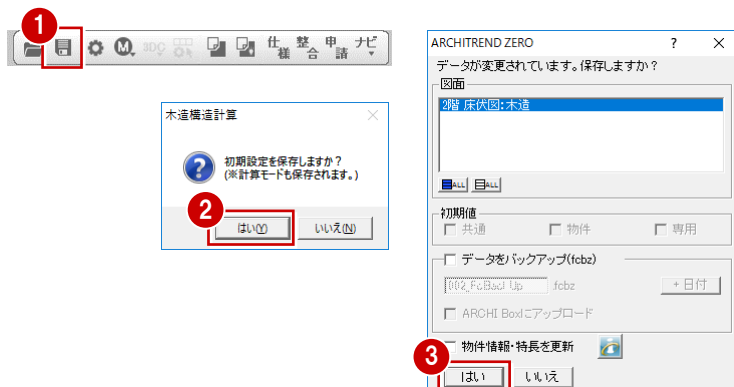 1
3DC
仕様 整合 申請 ナビ
木造構造計算
初期設定を保存しますか？
(※計算モードも保存されます。)
2
はい(Y) いいえ(N)
ARCHITREND ZERO ? ×
データが変更されています。保存しますか？
図面
2階 床伏図:木造
ALL ALL
初期値
共通 物件 専用
データをバックアップ(fcbz)
002_FcBacl Up fcbz +日付
ARCHI Boxにアップロード
物件情報・特長を更新
3
はい いいえ